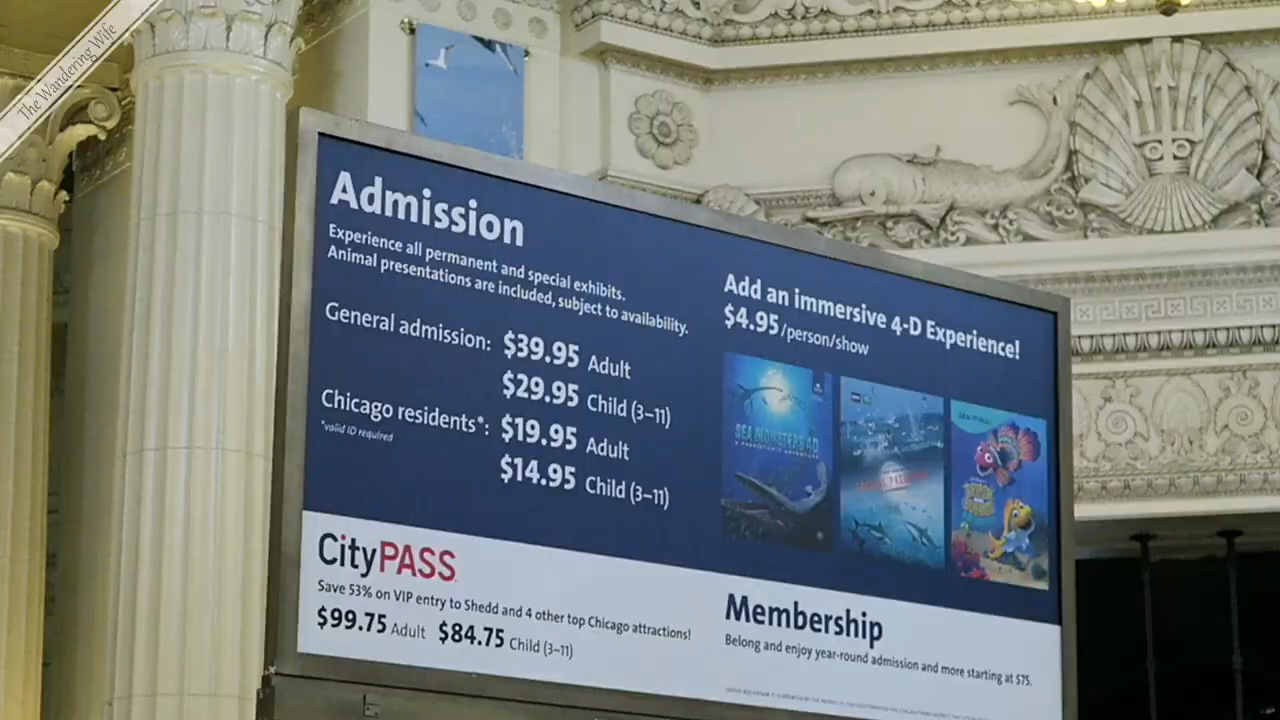 The Wandering Wife
Admission
Experience all permanent and special exhibits.
Animal presentations are included, subject to availability.
General admission: $39.95 Adult
$29.95 Child (3–11)
Chicago residents*: $19.95 Adult
*valid ID required
$14.95 Child (3–11)
Add an immersive 4-D Experience!
$4.95/person/show
SEA MONSTERS 4D
A PREHISTORIC ADVENTURE
CityPASS
Save 53% on VIP entry to Shedd and 4 other top Chicago attractions!
$99.75 Adult $84.75 Child (3–11)
Membership
Belong and enjoy year-round admission and more starting at $75.